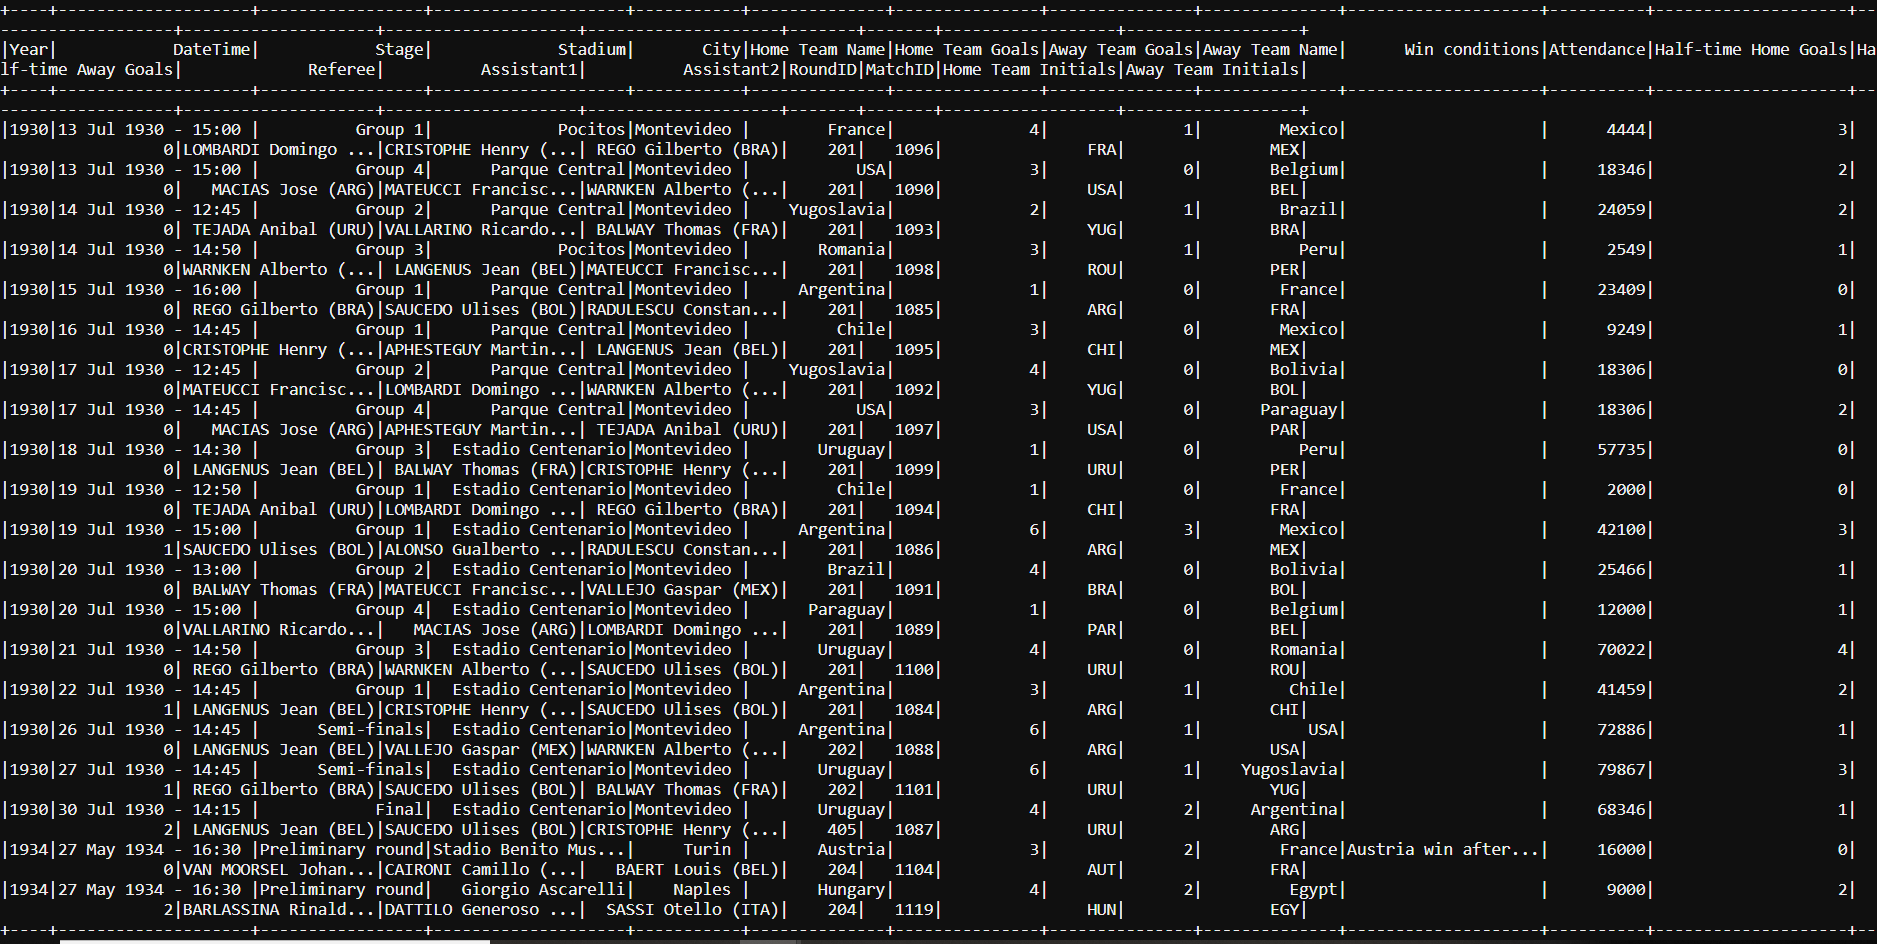 +----+--------------------+-----------------+--------------------+-----------+--------------+---------------+---------------+--------------+--------------------+----------+--------------------+--
------------------+--------------------+--------------------+--------------------+-------+-------+------------------+------------------+
|Year|            DateTime|            Stage|             Stadium|       City|Home Team Name|Home Team Goals|Away Team Goals|Away Team Name|      Win conditions|Attendance|Half-time Home Goals|Ha
lf-time Away Goals|             Referee|          Assistant1|          Assistant2|RoundID|MatchID|Home Team Initials|Away Team Initials|
+----+--------------------+-----------------+--------------------+-----------+--------------+---------------+---------------+--------------+--------------------+----------+--------------------+--
------------------+--------------------+--------------------+--------------------+-------+-------+------------------+------------------+
|1930|13 Jul 1930 - 15:00 |          Group 1|             Pocitos|Montevideo |        France|              4|              1|        Mexico|                    |      4444|                   3|
                 0|LOMBARDI Domingo ...|CRISTOPHE Henry (...| REGO Gilberto (BRA)|    201|   1096|               FRA|               MEX|
|1930|13 Jul 1930 - 15:00 |          Group 4|      Parque Central|Montevideo |           USA|              3|              0|       Belgium|                    |     18346|                   2|
                 0|   MACIAS Jose (ARG)|MATEUCCI Francisc...|WARNKEN Alberto (...|    201|   1090|               USA|               BEL|
|1930|14 Jul 1930 - 12:45 |          Group 2|      Parque Central|Montevideo |    Yugoslavia|              2|              1|        Brazil|                    |     24059|                   2|
                 0| TEJADA Anibal (URU)|VALLARINO Ricardo...| BALWAY Thomas (FRA)|    201|   1093|               YUG|               BRA|
|1930|14 Jul 1930 - 14:50 |          Group 3|             Pocitos|Montevideo |       Romania|              3|              1|          Peru|                    |      2549|                   1|
                 0|WARNKEN Alberto (...| LANGENUS Jean (BEL)|MATEUCCI Francisc...|    201|   1098|               ROU|               PER|
|1930|15 Jul 1930 - 16:00 |          Group 1|      Parque Central|Montevideo |     Argentina|              1|              0|        France|                    |     23409|                   0|
                 0| REGO Gilberto (BRA)|SAUCEDO Ulises (BOL)|RADULESCU Constan...|    201|   1085|               ARG|               FRA|
|1930|16 Jul 1930 - 14:45 |          Group 1|      Parque Central|Montevideo |         Chile|              3|              0|        Mexico|                    |      9249|                   1|
                 0|CRISTOPHE Henry (...|APHESTEGUY Martin...| LANGENUS Jean (BEL)|    201|   1095|               CHI|               MEX|
|1930|17 Jul 1930 - 12:45 |          Group 2|      Parque Central|Montevideo |    Yugoslavia|              4|              0|       Bolivia|                    |     18306|                   0|
                 0|MATEUCCI Francisc...|LOMBARDI Domingo ...|WARNKEN Alberto (...|    201|   1092|               YUG|               BOL|
|1930|17 Jul 1930 - 14:45 |          Group 4|      Parque Central|Montevideo |           USA|              3|              0|      Paraguay|                    |     18306|                   2|
                 0|   MACIAS Jose (ARG)|APHESTEGUY Martin...| TEJADA Anibal (URU)|    201|   1097|               USA|               PAR|
|1930|18 Jul 1930 - 14:30 |          Group 3|  Estadio Centenario|Montevideo |       Uruguay|              1|              0|          Peru|                    |     57735|                   0|
                 0| LANGENUS Jean (BEL)| BALWAY Thomas (FRA)|CRISTOPHE Henry (...|    201|   1099|               URU|               PER|
|1930|19 Jul 1930 - 12:50 |          Group 1|  Estadio Centenario|Montevideo |         Chile|              1|              0|        France|                    |      2000|                   0|
                 0| TEJADA Anibal (URU)|LOMBARDI Domingo ...| REGO Gilberto (BRA)|    201|   1094|               CHI|               FRA|
|1930|19 Jul 1930 - 15:00 |          Group 1|  Estadio Centenario|Montevideo |     Argentina|              6|              3|        Mexico|                    |     42100|                   3|
                 1|SAUCEDO Ulises (BOL)|ALONSO Gualberto ...|RADULESCU Constan...|    201|   1086|               ARG|               MEX|
|1930|20 Jul 1930 - 13:00 |          Group 2|  Estadio Centenario|Montevideo |        Brazil|              4|              0|       Bolivia|                    |     25466|                   1|
                 0| BALWAY Thomas (FRA)|MATEUCCI Francisc...|VALLEJO Gaspar (MEX)|    201|   1091|               BRA|               BOL|
|1930|20 Jul 1930 - 15:00 |          Group 4|  Estadio Centenario|Montevideo |      Paraguay|              1|              0|       Belgium|                    |     12000|                   1|
                 0|VALLARINO Ricardo...|   MACIAS Jose (ARG)|LOMBARDI Domingo ...|    201|   1089|               PAR|               BEL|
|1930|21 Jul 1930 - 14:50 |          Group 3|  Estadio Centenario|Montevideo |       Uruguay|              4|              0|       Romania|                    |     70022|                   4|
                 0| REGO Gilberto (BRA)|WARNKEN Alberto (...|SAUCEDO Ulises (BOL)|    201|   1100|               URU|               ROU|
|1930|22 Jul 1930 - 14:45 |          Group 1|  Estadio Centenario|Montevideo |     Argentina|              3|              1|         Chile|                    |     41459|                   2|
                 1| LANGENUS Jean (BEL)|CRISTOPHE Henry (...|SAUCEDO Ulises (BOL)|    201|   1084|               ARG|               CHI|
|1930|26 Jul 1930 - 14:45 |      Semi-finals|  Estadio Centenario|Montevideo |     Argentina|              6|              1|           USA|                    |     72886|                   1|
                 0| LANGENUS Jean (BEL)|VALLEJO Gaspar (MEX)|WARNKEN Alberto (...|    202|   1088|               ARG|               USA|
|1930|27 Jul 1930 - 14:45 |      Semi-finals|  Estadio Centenario|Montevideo |       Uruguay|              6|              1|    Yugoslavia|                    |     79867|                   3|
                 1| REGO Gilberto (BRA)|SAUCEDO Ulises (BOL)| BALWAY Thomas (FRA)|    202|   1101|               URU|               YUG|
|1930|30 Jul 1930 - 14:15 |            Final|  Estadio Centenario|Montevideo |       Uruguay|              4|              2|     Argentina|                    |     68346|                   1|
                 2| LANGENUS Jean (BEL)|SAUCEDO Ulises (BOL)|CRISTOPHE Henry (...|    405|   1087|               URU|               ARG|
|1934|27 May 1934 - 16:30 |Preliminary round|Stadio Benito Mus...|     Turin |       Austria|              3|              2|        France|Austria win after...|     16000|                   0|
                 0|VAN MOORSEL Johan...|CAIRONI Camillo (...|   BAERT Louis (BEL)|    204|   1104|               AUT|               FRA|
|1934|27 May 1934 - 16:30 |Preliminary round|   Giorgio Ascarelli|    Naples |       Hungary|              4|              2|         Egypt|                    |      9000|                   2|
                 2|BARLASSINA Rinald...|DATTILO Generoso ...|  SASSI Otello (ITA)|    204|   1119|               HUN|               EGY|
+----+--------------------+-----------------+--------------------+-----------+--------------+---------------+---------------+--------------+--------------------+----------+--------------------+--